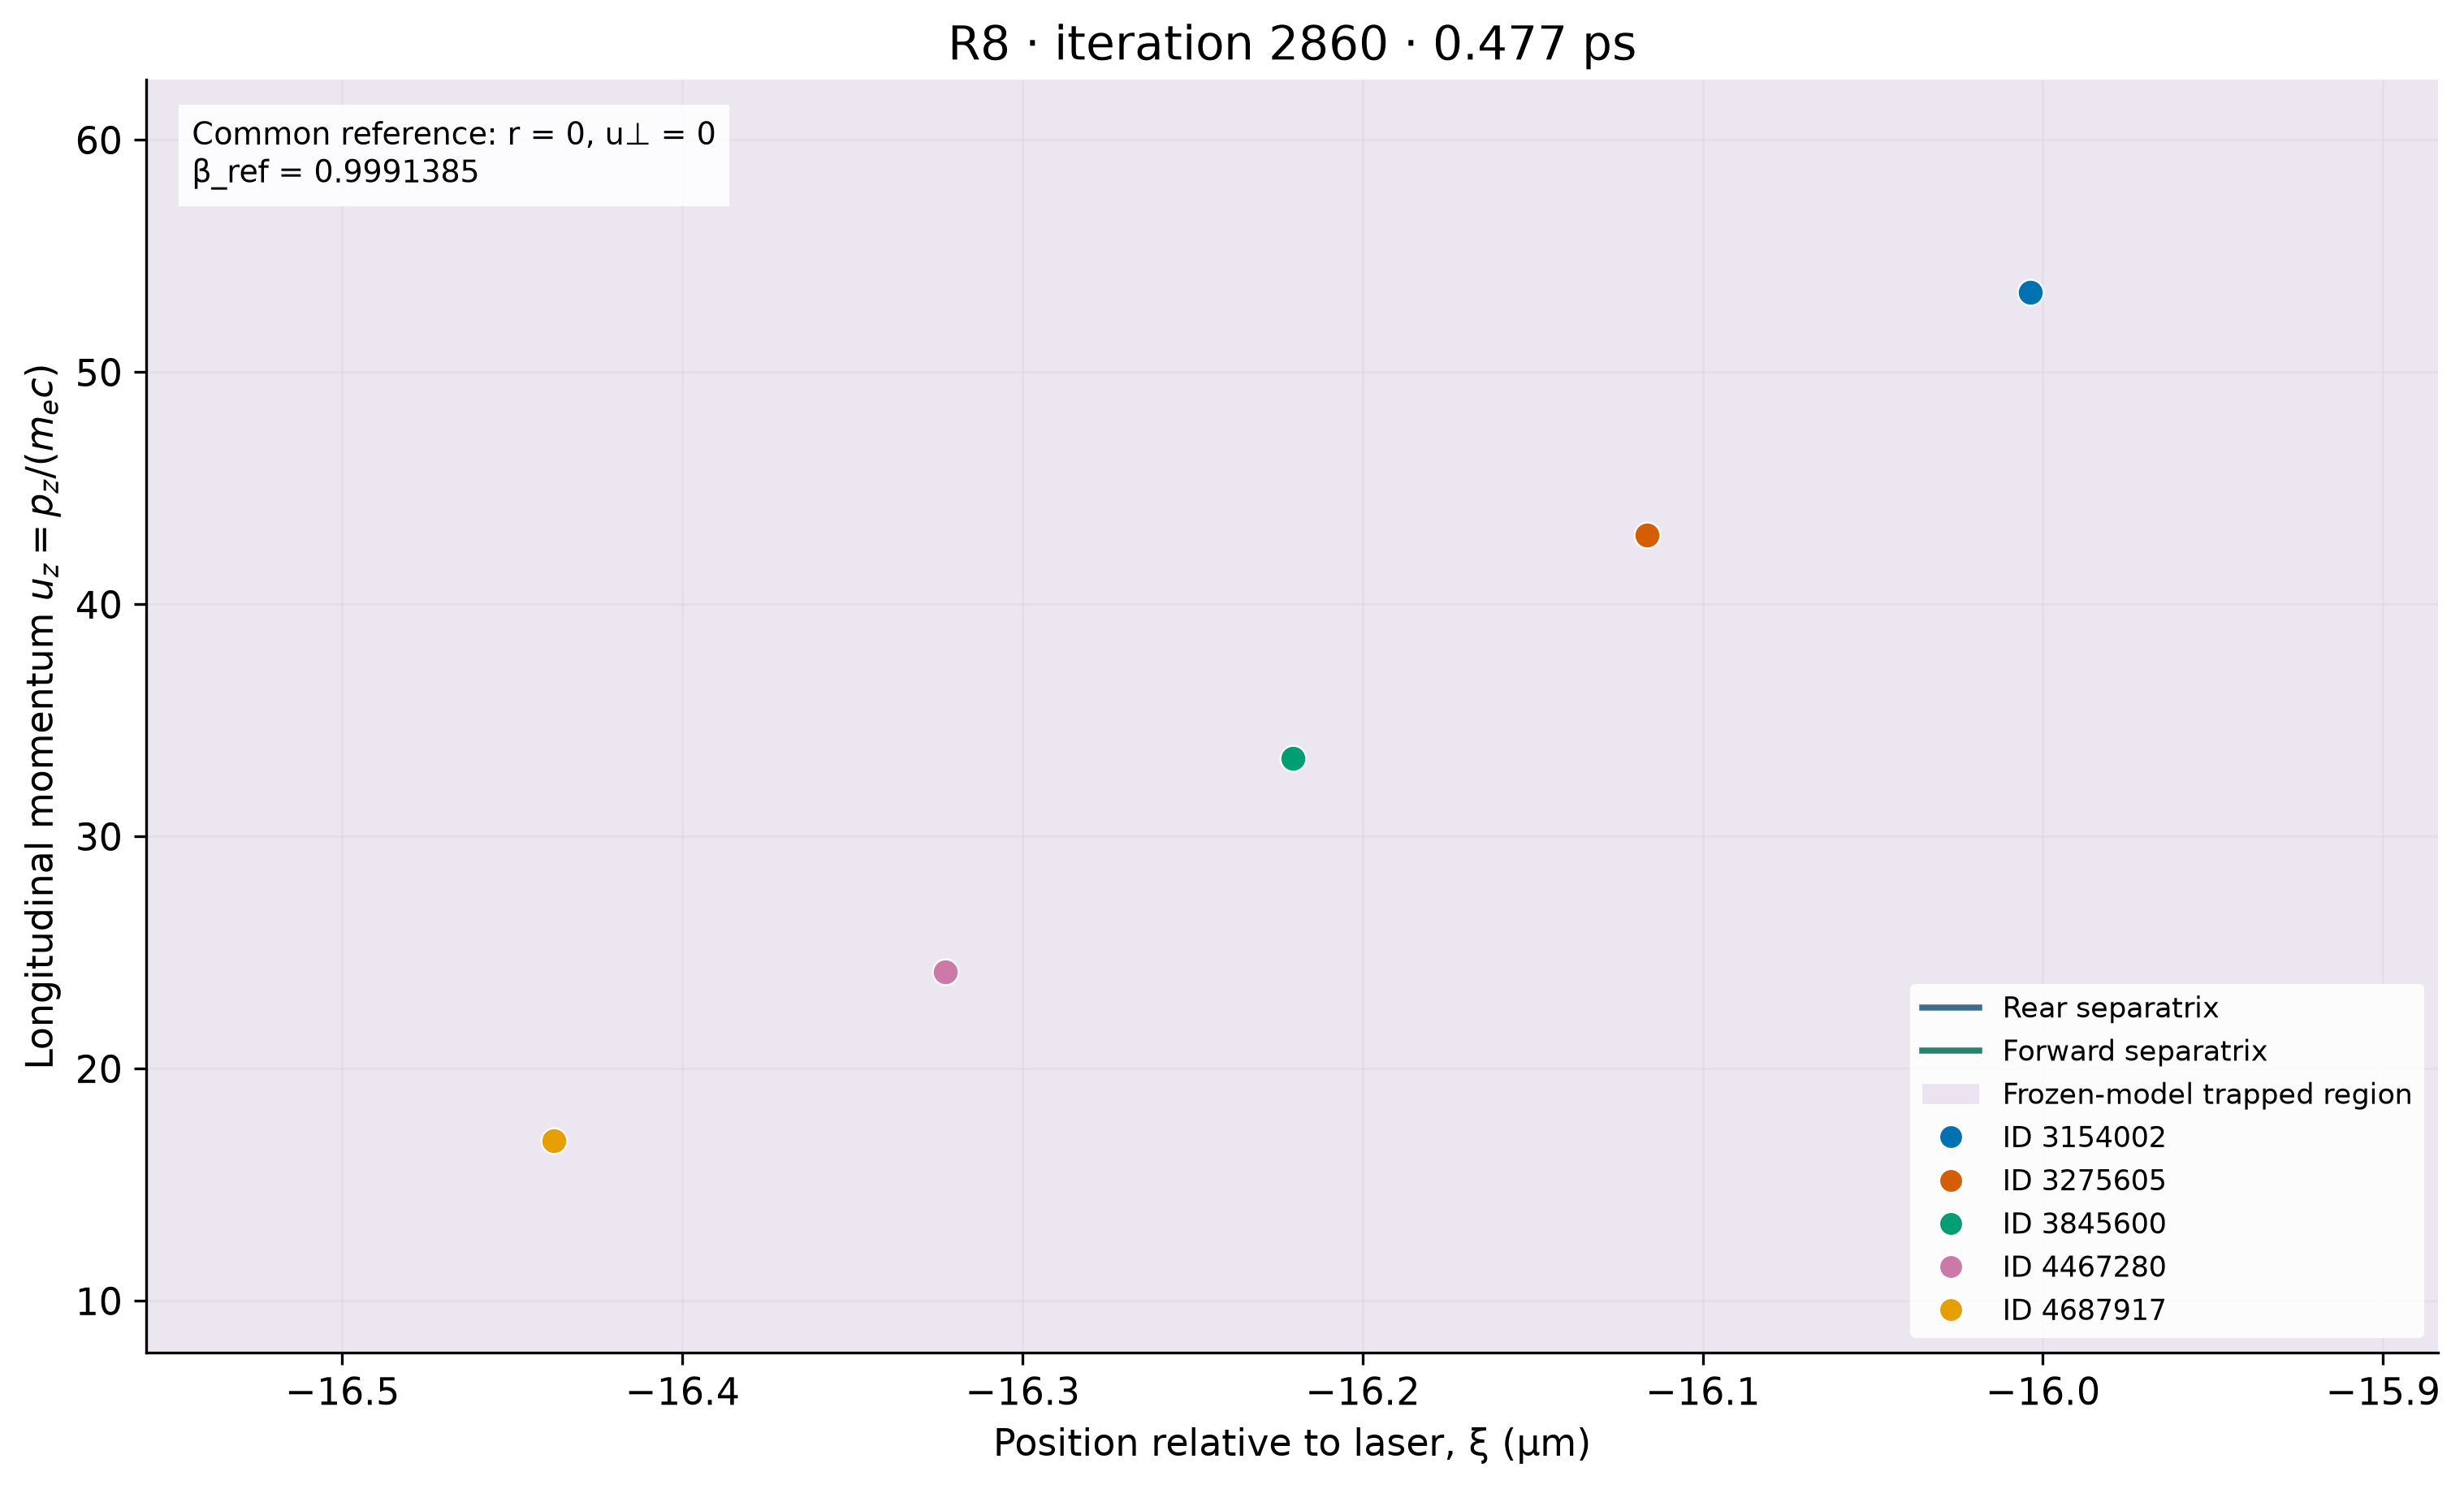 R8 · iteration 2860 · 0.477 ps
Common reference: r = 0, u⊥ = 0
β_ref = 0.9991385
Longitudinal momentum u_z = p_z/(m_e c)
60
50
40
30
20
10
Rear separatrix
Forward separatrix
Frozen-model trapped region
ID 3154002
ID 3275605
ID 3845600
ID 4467280
ID 4687917
−16.5 −16.4 −16.3 −16.2 −16.1 −16.0 −15.9
Position relative to laser, ξ (μm)